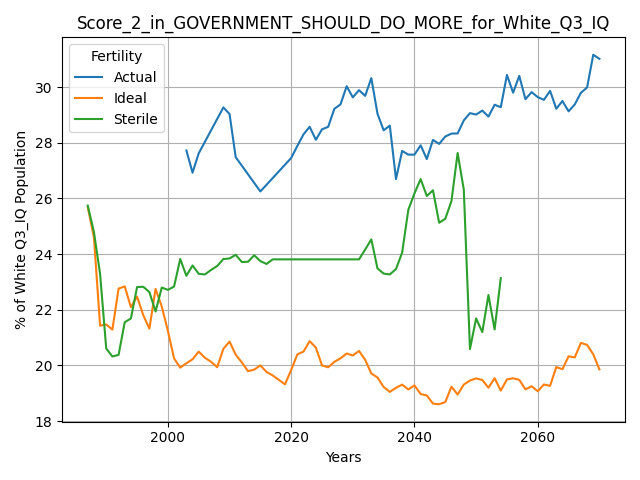 Score_2_in_GOVERNMENT_SHOULD_DO_MORE_for_White_Q3_IQ
Fertility
Actual
Ideal
Sterile
% of White Q3_IQ Population
30
28
26
24
22
20
18
2000
2020
2040
2060
Years